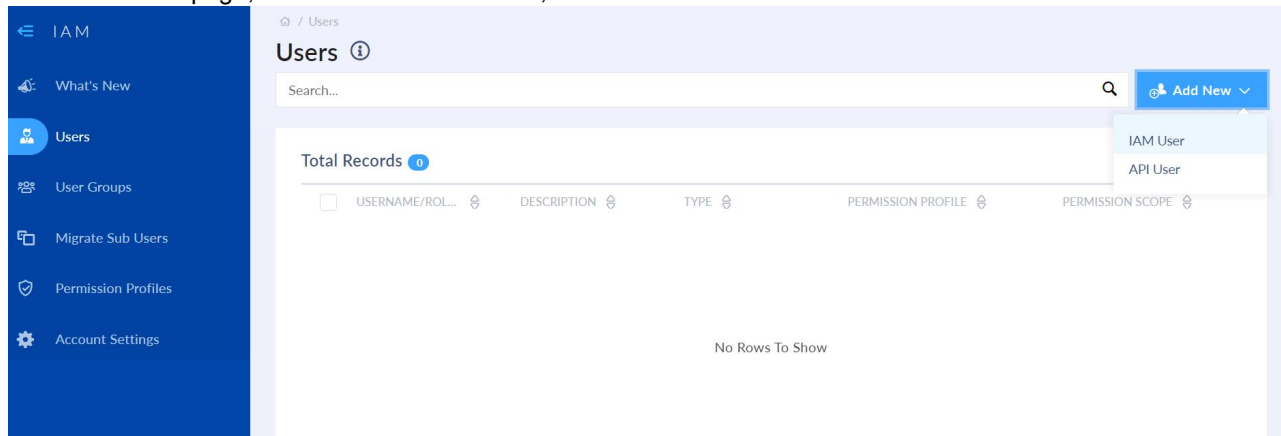 IAM
What's New
Users
User Groups
Migrate Sub Users
Permission Profiles
Account Settings
/ Users
Users
Search...
Add New
IAM User
API User
Total Records 0
USERNAME/ROL... DESCRIPTION TYPE PERMISSION PROFILE PERMISSION SCOPE
No Rows To Show